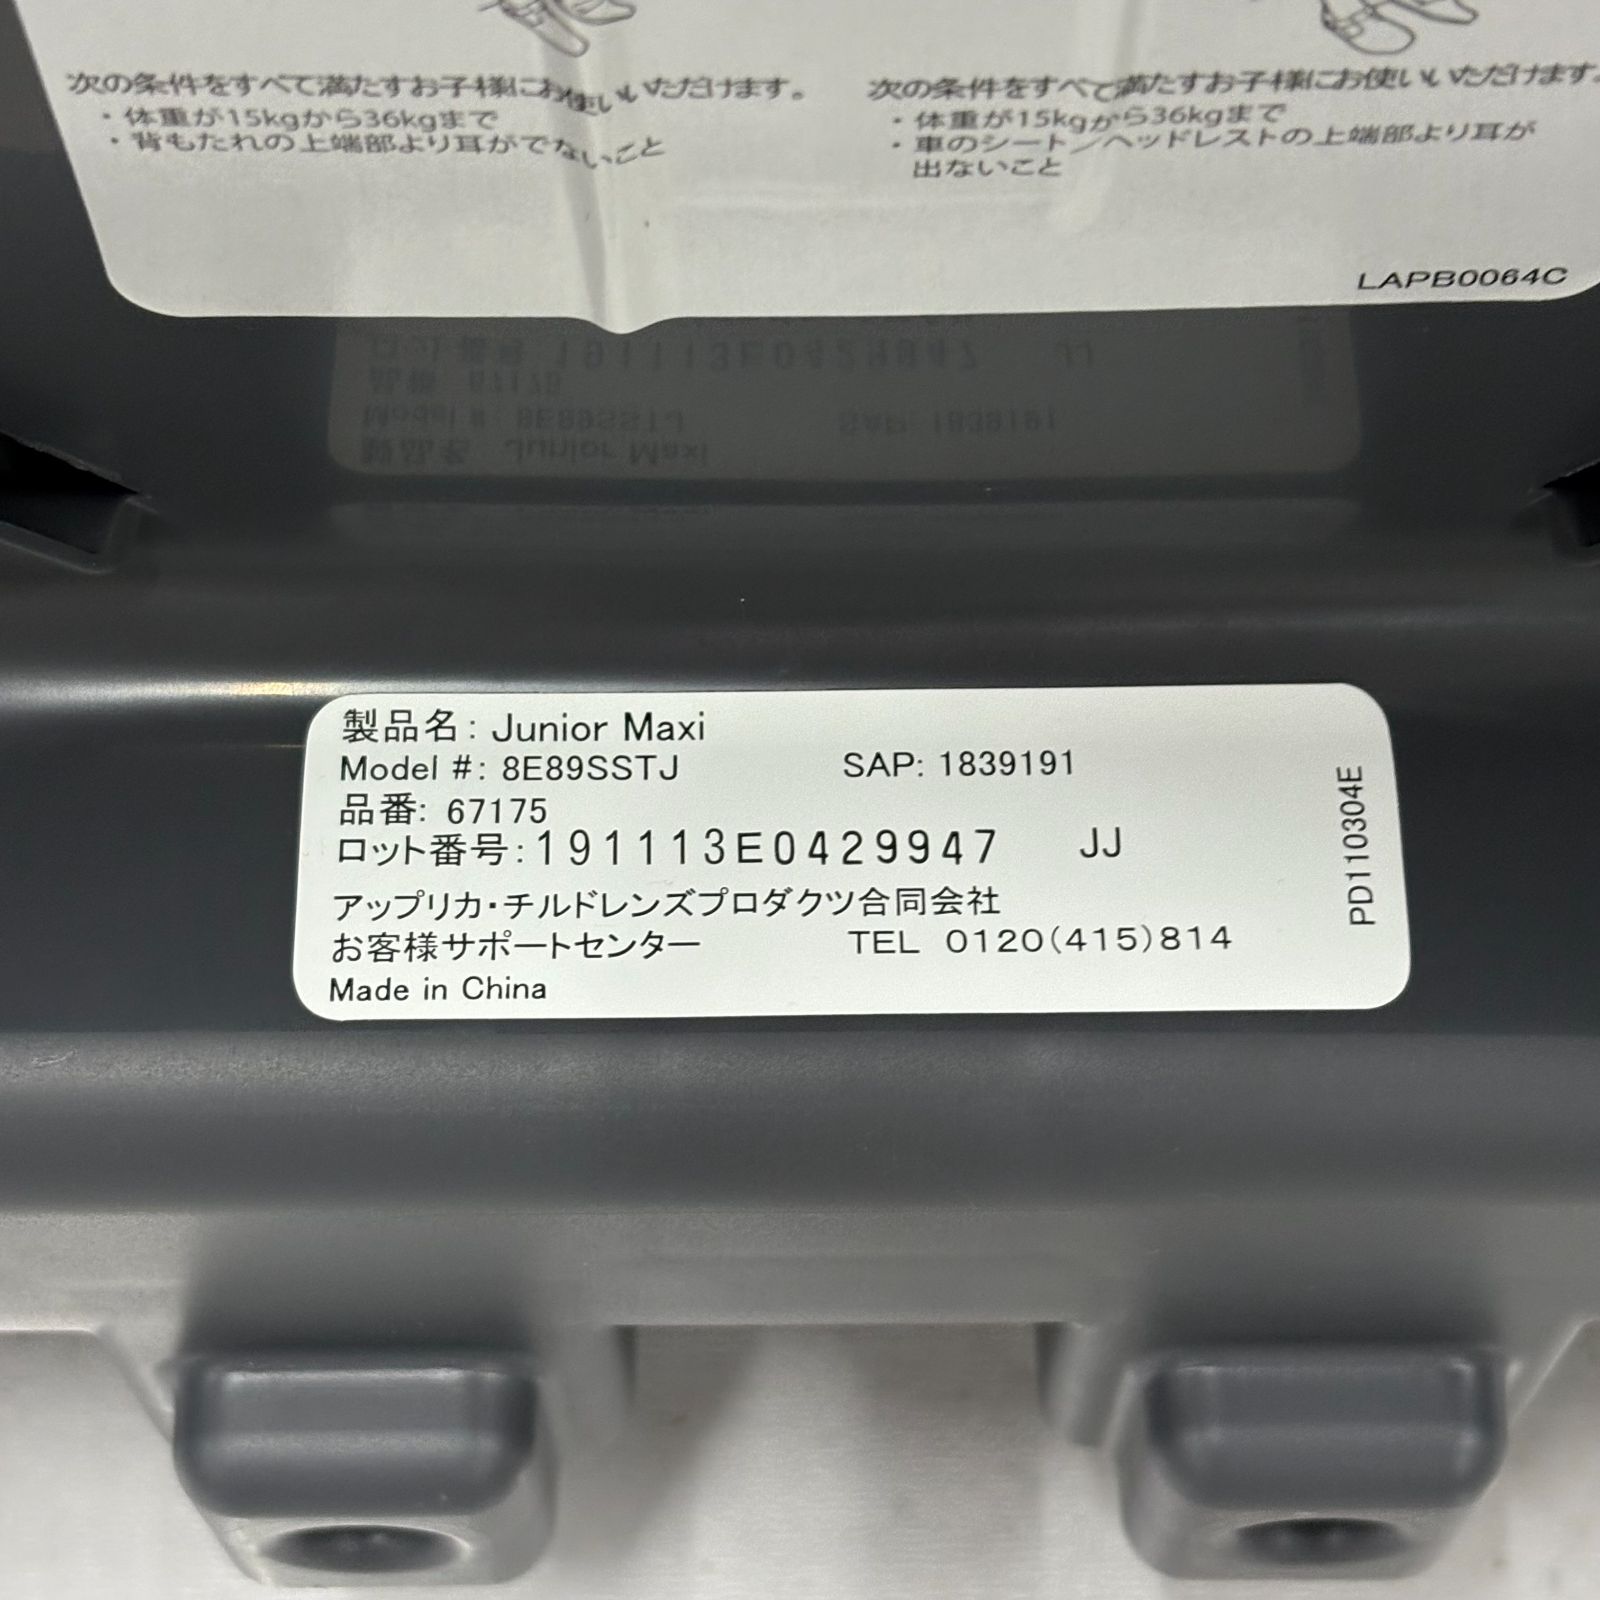 次の条件をすべて満たすお子様にお使いいただけます。
・体重が15kgから36kgまで
・背もたれの上端部より耳がでないこと
次の条件をすべて満たすお子様にお使いいただけます。
・体重が15kgから36kgまで
・車のシート/ヘッドレストの上端部より耳が
出ないこと
LAPB0064C
製品名: Junior Maxi
Model #: 8E89SSTJ SAP: 1839191
品番: 67175
ロット番号:191113E0429947 JJ
アップリカ・チルドレンズプロダクツ合同会社
お客様サポートセンター TEL 0120(415)814
Made in China
PD110304E